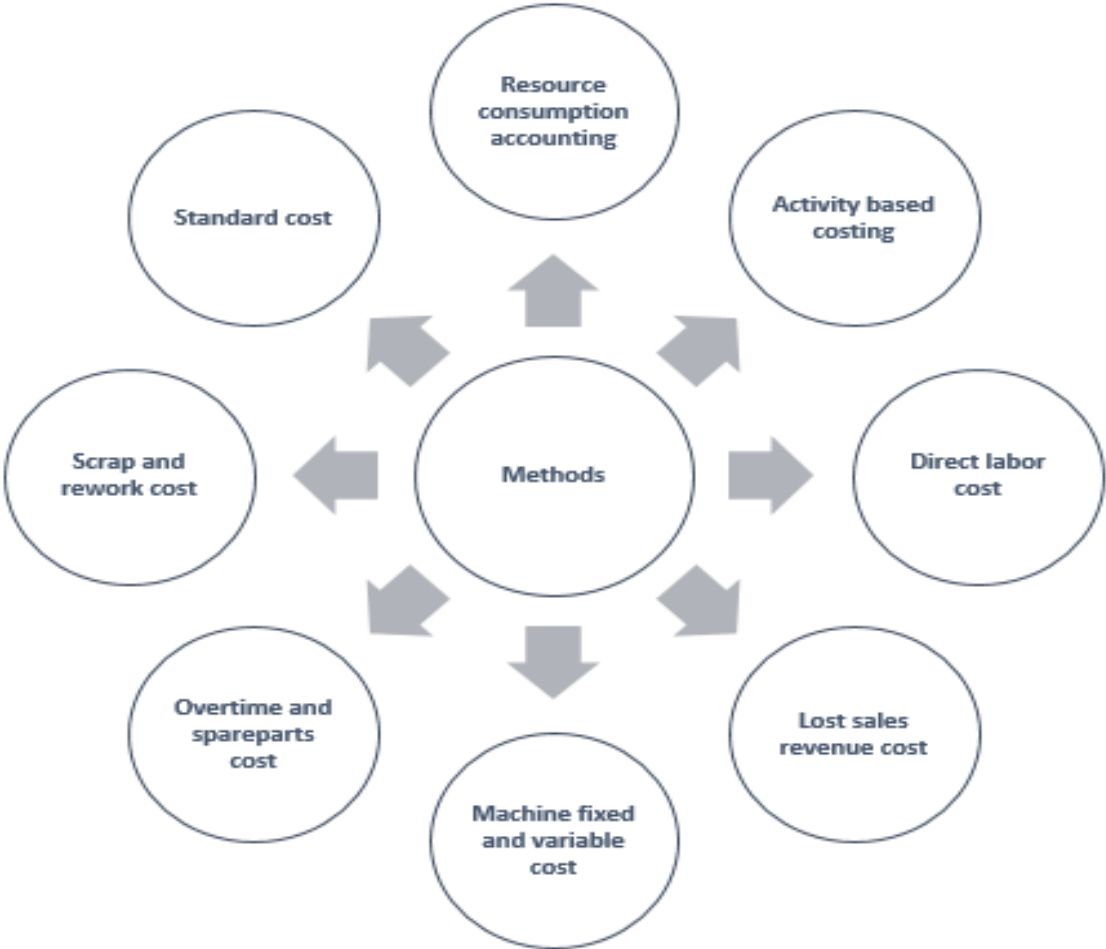 Resource
consumption
accounting
Activity based
costing
Direct labor
cost
Lost sales
revenue cost
Machine fixed
and variable
cost
Overtime and
spareparts
cost
Scrap and
rework cost
Standard cost
Methods